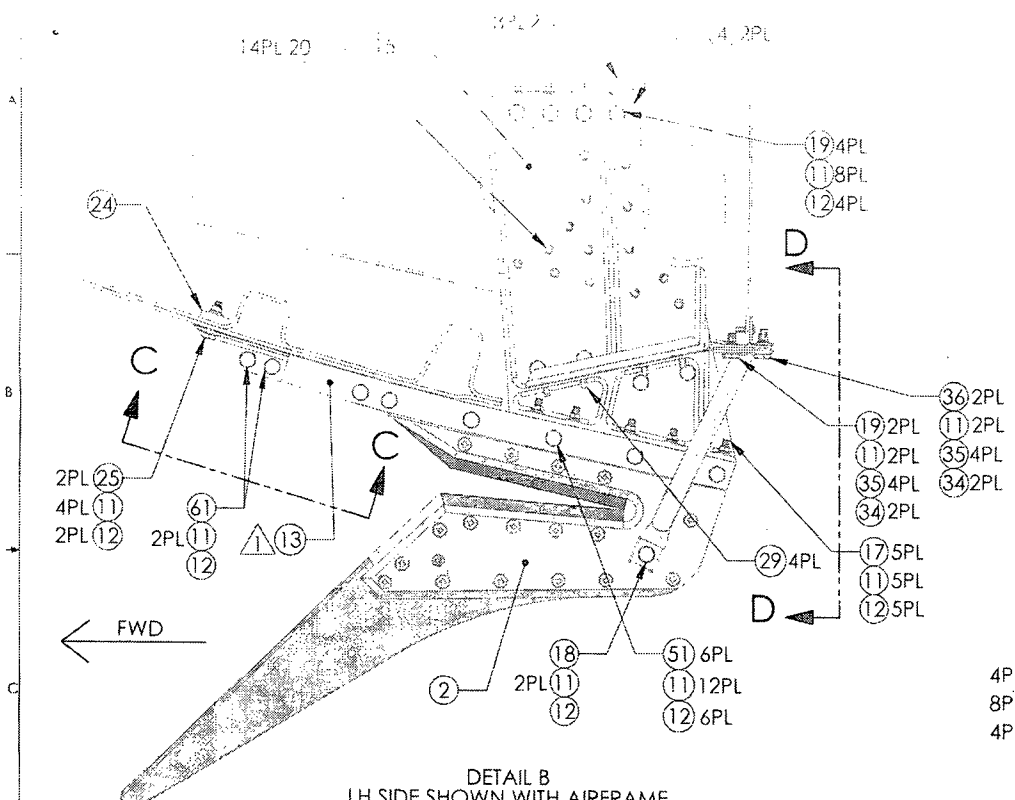 14PL 20
A
19 4PL
11 8PL
12 4PL
24
D
C
B
36 2PL
19 2PL
11 2PL
11 2PL
35 4PL
35 4PL
34 2PL
34 2PL
C
2PL 25
4PL 11
2PL 12
61
2PL 11
12
1 13
29 4PL
17 5PL
11 5PL
12 5PL
D
FWD
18
2PL 11
12
51 6PL
11 12PL
12 6PL
2
C
4P
8P
4P
DETAIL B
LH SIDE SHOWN WITH AIRFRAME